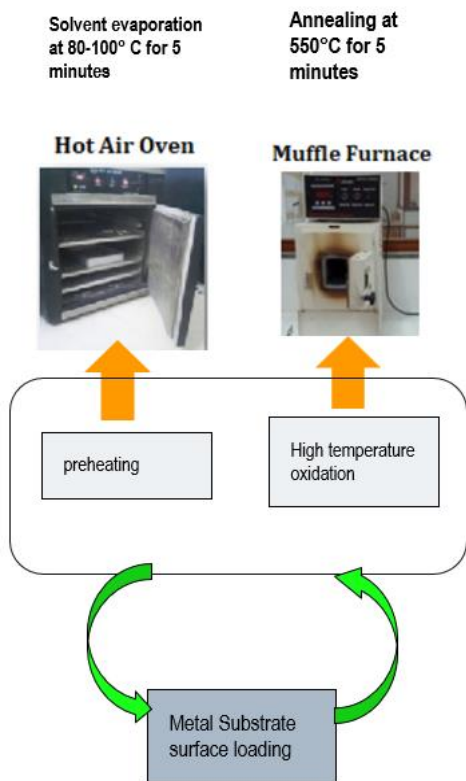 Solvent evaporation
at 80-100° C for 5
minutes
Annealing at
550°C for 5
minutes
Hot Air Oven
Muffle Furnace
preheating
High temperature
oxidation
Metal Substrate
surface loading